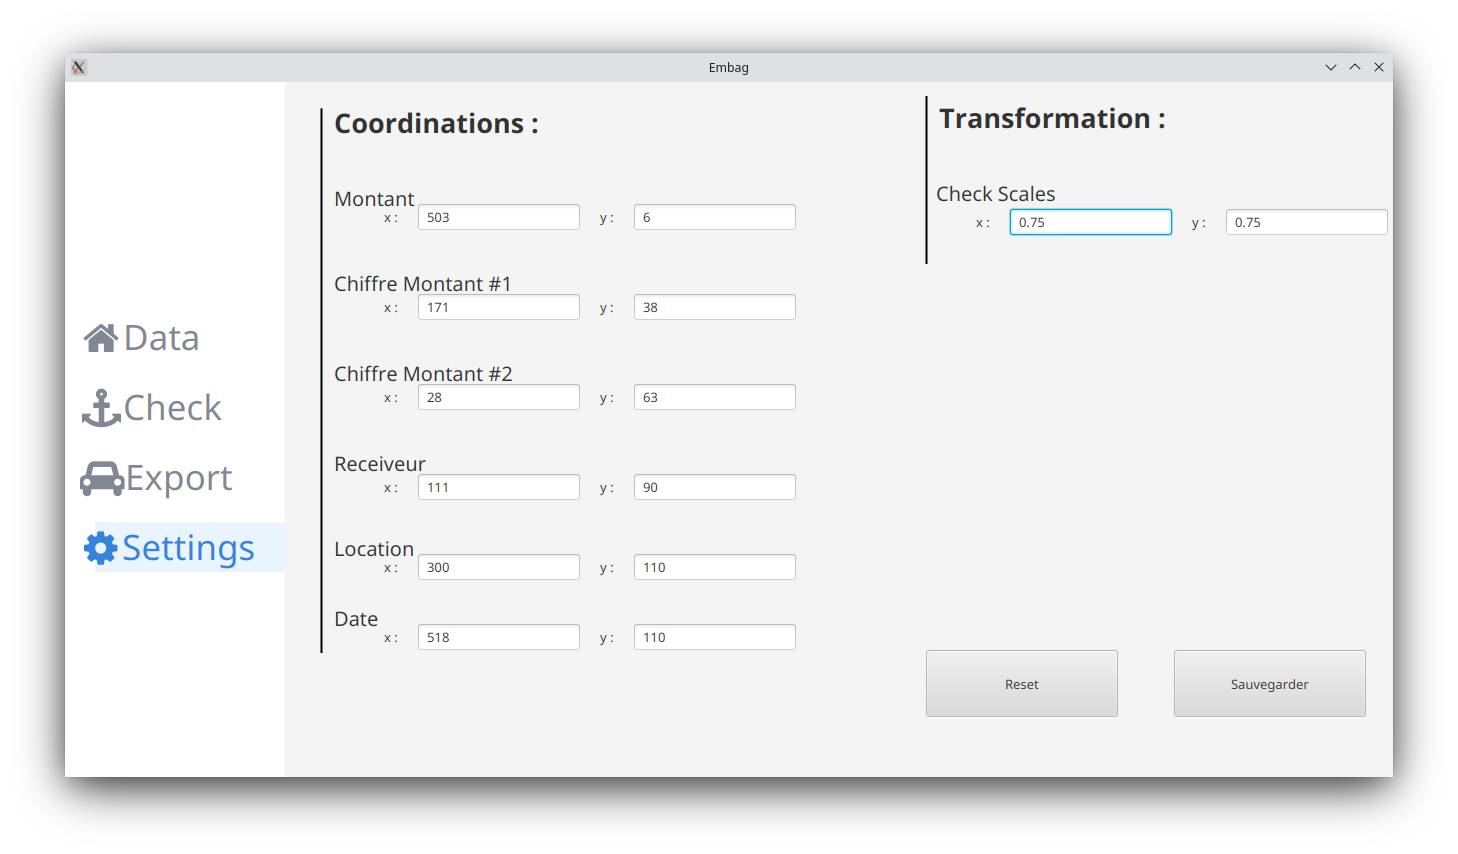 Embag
Data
Check
Export
Settings
Coordinations :
Montant
x : 503 y : 6
Chiffre Montant #1
x : 171 y : 38
Chiffre Montant #2
x : 28 y : 63
Receiveur
x : 111 y : 90
Location
x : 300 y : 110
Date
x : 518 y : 110
Transformation :
Check Scales
x : 0.75 y : 0.75
Reset
Sauvegarder